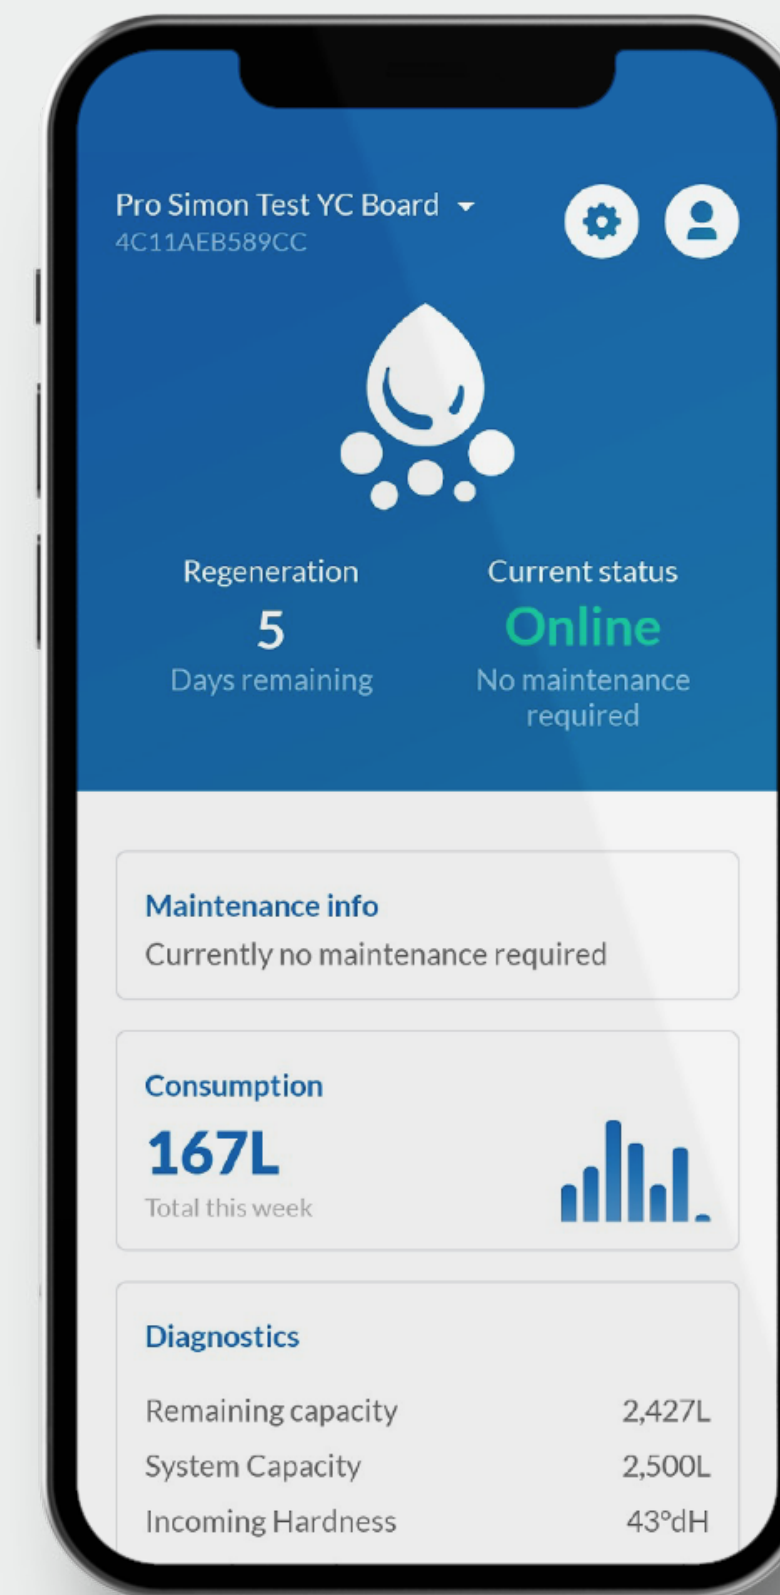 Pro Simon Test YC Board
4C11AEB589CC
Regeneration
5
Days remaining
Current status
Online
No maintenance
required
Maintenance info
Currently no maintenance required
Consumption
167L
Total this week
Diagnostics
Remaining capacity 2,427L
System Capacity 2,500L
Incoming Hardness 43°dH